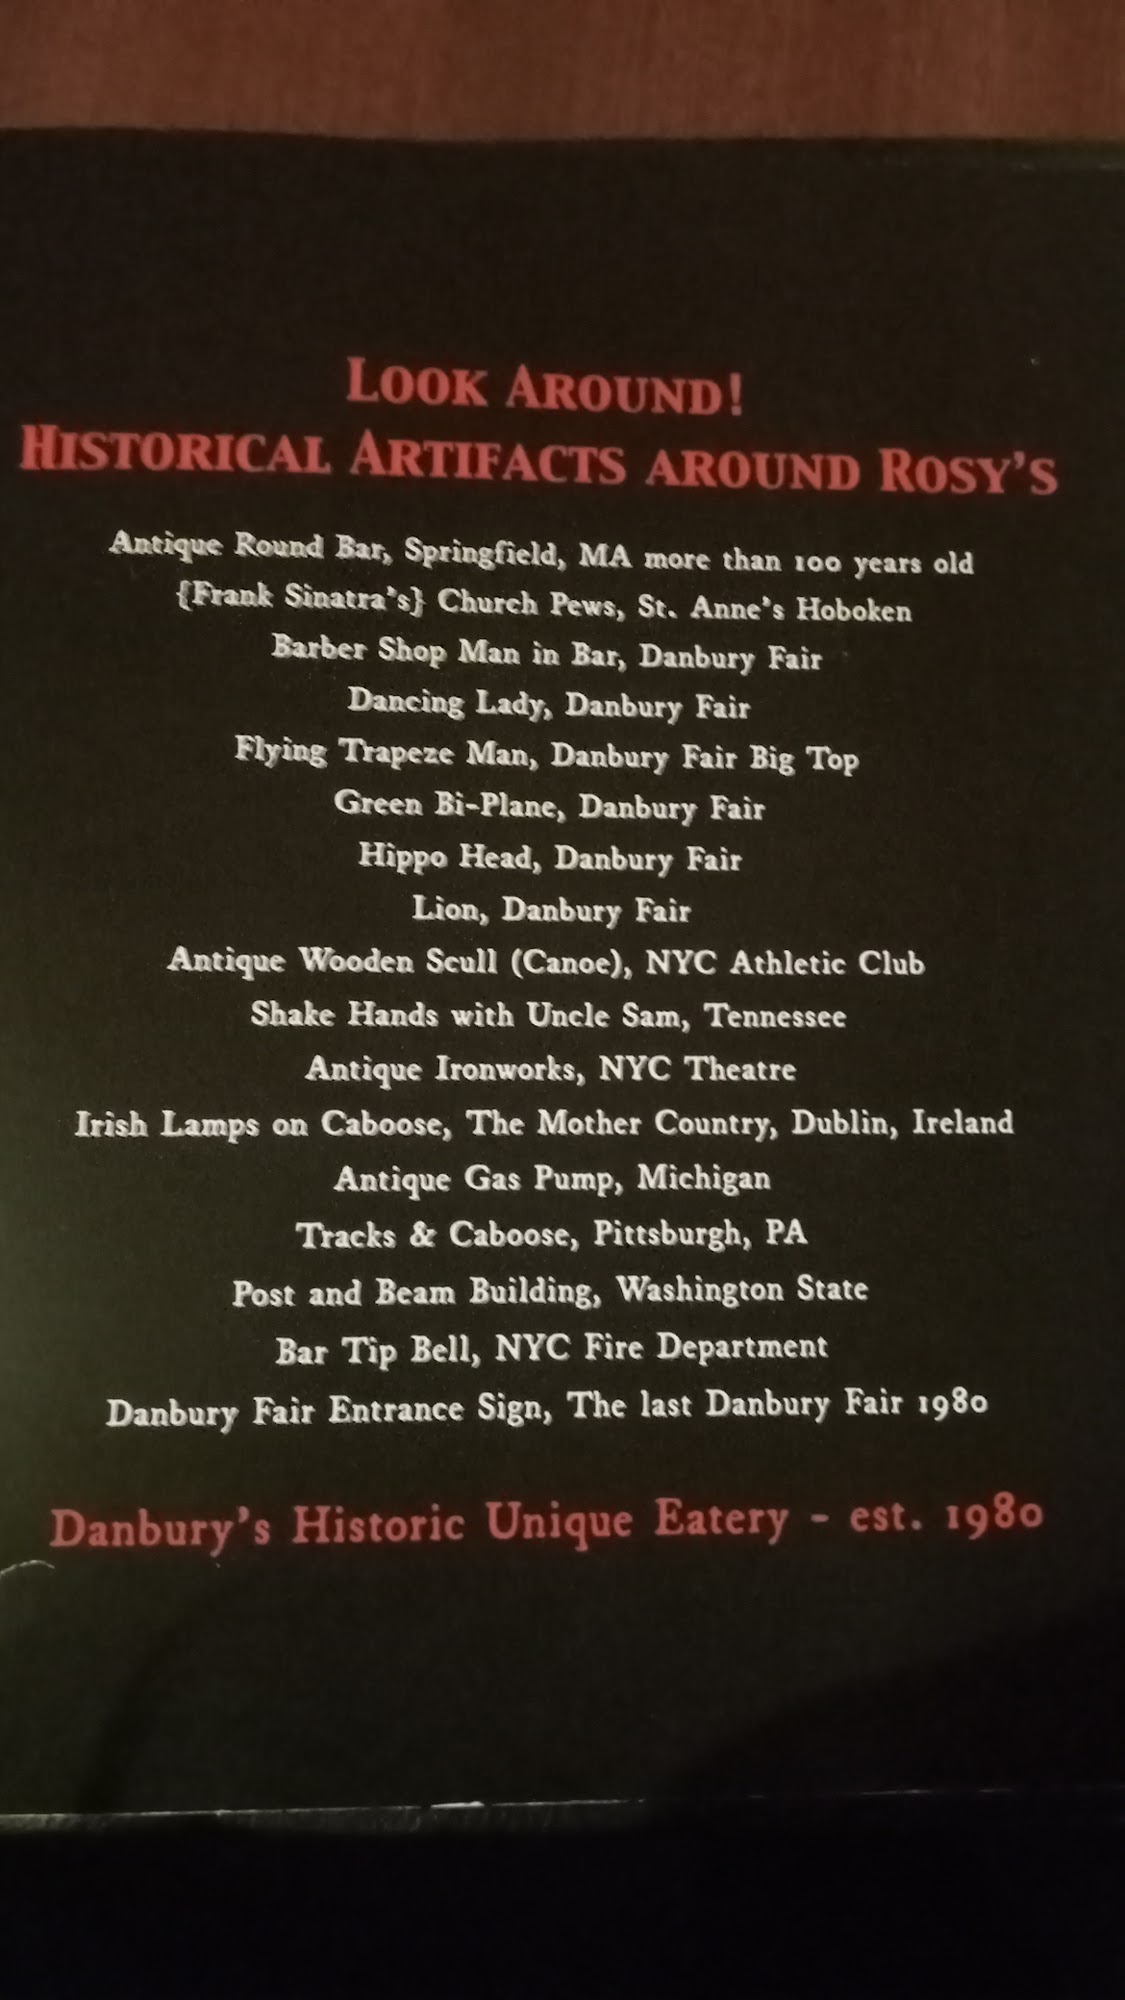 Look Around!
Historical Artifacts around Rosy's
Antique Round Bar, Springfield, MA more than 100 years old
{Frank Sinatra's} Church Pews, St. Anne's Hoboken
Barber Shop Man in Bar, Danbury Fair
Dancing Lady, Danbury Fair
Flying Trapeze Man, Danbury Fair Big Top
Green Bi-Plane, Danbury Fair
Hippo Head, Danbury Fair
Lion, Danbury Fair
Antique Wooden Scull (Canoe), NYC Athletic Club
Shake Hands with Uncle Sam, Tennessee
Antique Ironworks, NYC Theatre
Irish Lamps on Caboose, The Mother Country, Dublin, Ireland
Antique Gas Pump, Michigan
Tracks & Caboose, Pittsburgh, PA
Post and Beam Building, Washington State
Bar Tip Bell, NYC Fire Department
Danbury Fair Entrance Sign, The last Danbury Fair 1980
Danbury's Historic Unique Eatery - est. 1980